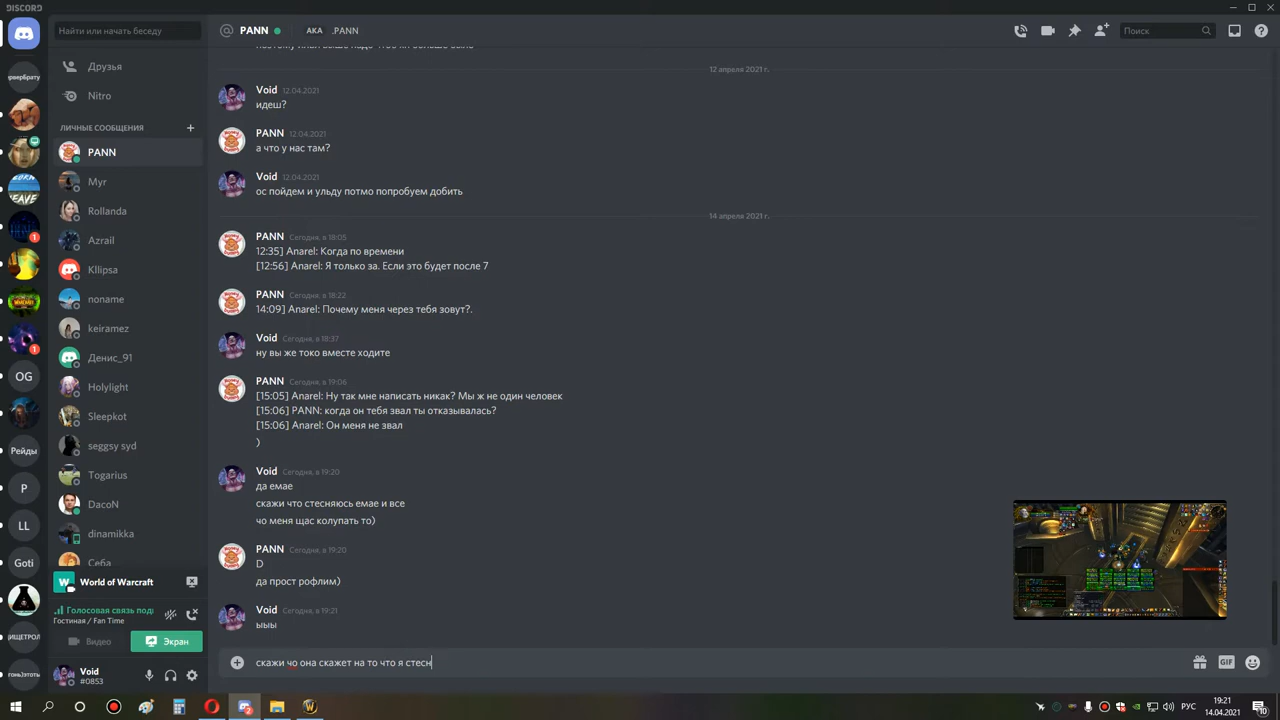 DISCORD
Найти или начать беседу
Друзья
Nitro
ЛИЧНЫЕ СООБЩЕНИЯ
PANN
Myr
Rollanda
Azrail
Kllipsa
noname
keiramez
Денис_91
Holylight
Sleepkot
seggsy syd
Togarius
DacoN
dinamikka
Себа
World of Warcraft
Голосовая связь подк
Гостиная / Fan Time
Видео
Экран
Void
#0853
1
1
OG
Рейды
P
LL
Goti
PANN
AKA .PANN
Поиск
12 апреля 2021 г.
Void 12.04.2021
идеш?
PANN 12.04.2021
а что у нас там?
Void 12.04.2021
ос пойдем и ульду потмо попробуем добить
14 апреля 2021 г.
PANN Сегодня, в 18:05
12:35] Anarel: Когда по времени
[12:56] Anarel: Я только за. Если это будет после 7
PANN Сегодня, в 18:22
14:09] Anarel: Почему меня через тебя зовут?.
Void Сегодня, в 18:37
ну вы же токо вместе ходите
PANN Сегодня, в 19:06
[15:05] Anarel: Ну так мне написать никак? Мы ж не один человек
[15:06] PANN: когда он тебя звал ты отказывалась?
[15:06] Anarel: Он меня не звал
)
Void Сегодня, в 19:20
да емае
скажи что стесняюсь емае и все
чо меня щас колупать то)
PANN Сегодня, в 19:20
D
да прост рофлим)
Void Сегодня, в 19:21
ыыы
скажи чо она скажет на то что я стесн
GIF
РУС
19:21
14.04.2021
10